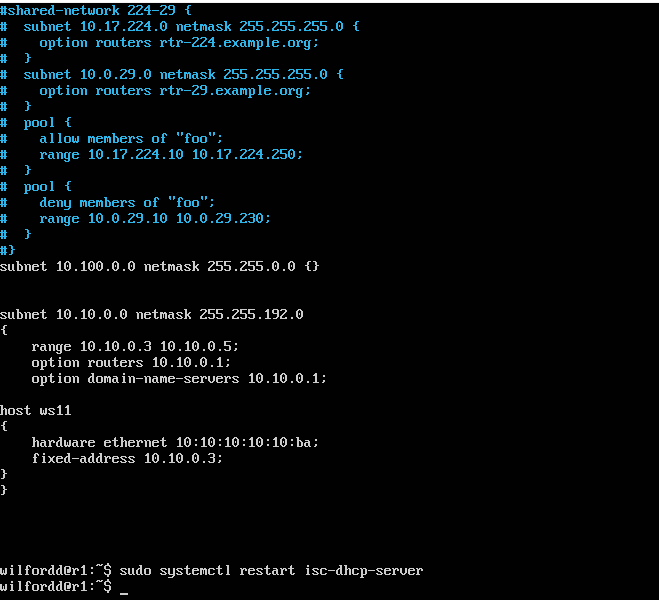 #shared-network 224-29 {
#  subnet 10.17.224.0 netmask 255.255.255.0 {
#    option routers rtr-224.example.org;
#  }
#  subnet 10.0.29.0 netmask 255.255.255.0 {
#    option routers rtr-29.example.org;
#  }
#  pool {
#    allow members of "foo";
#    range 10.17.224.10 10.17.224.250;
#  }
#  pool {
#    deny members of "foo";
#    range 10.0.29.10 10.0.29.230;
#  }
#}
subnet 10.100.0.0 netmask 255.255.0.0 {}
subnet 10.10.0.0 netmask 255.255.192.0
{
    range 10.10.0.3 10.10.0.5;
    option routers 10.10.0.1;
    option domain-name-servers 10.10.0.1;
host ws11
{
    hardware ethernet 10:10:10:10:10:ba;
    fixed-address 10.10.0.3;
}
}
wilfordd@r1:~$ sudo systemctl restart isc-dhcp-server
wilfordd@r1:~$ _